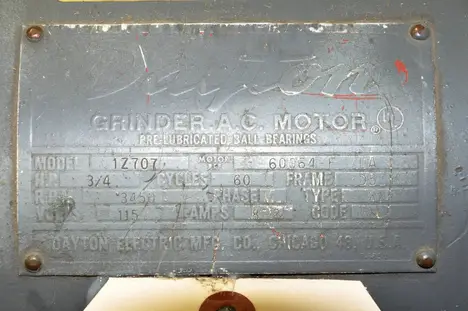 Dayton
GRINDER A.C. MOTOR ®
PRE-LUBRICATED BALL BEARINGS
MODEL 1Z707 MOTOR
H.P. 3/4 CYCLES 60 FRAME
R.P.M. 3450 PHASE TYPE
VOLTS 115 AMPS CODE
DAYTON ELECTRIC MFG. CO., CHICAGO 48, U.S.A.